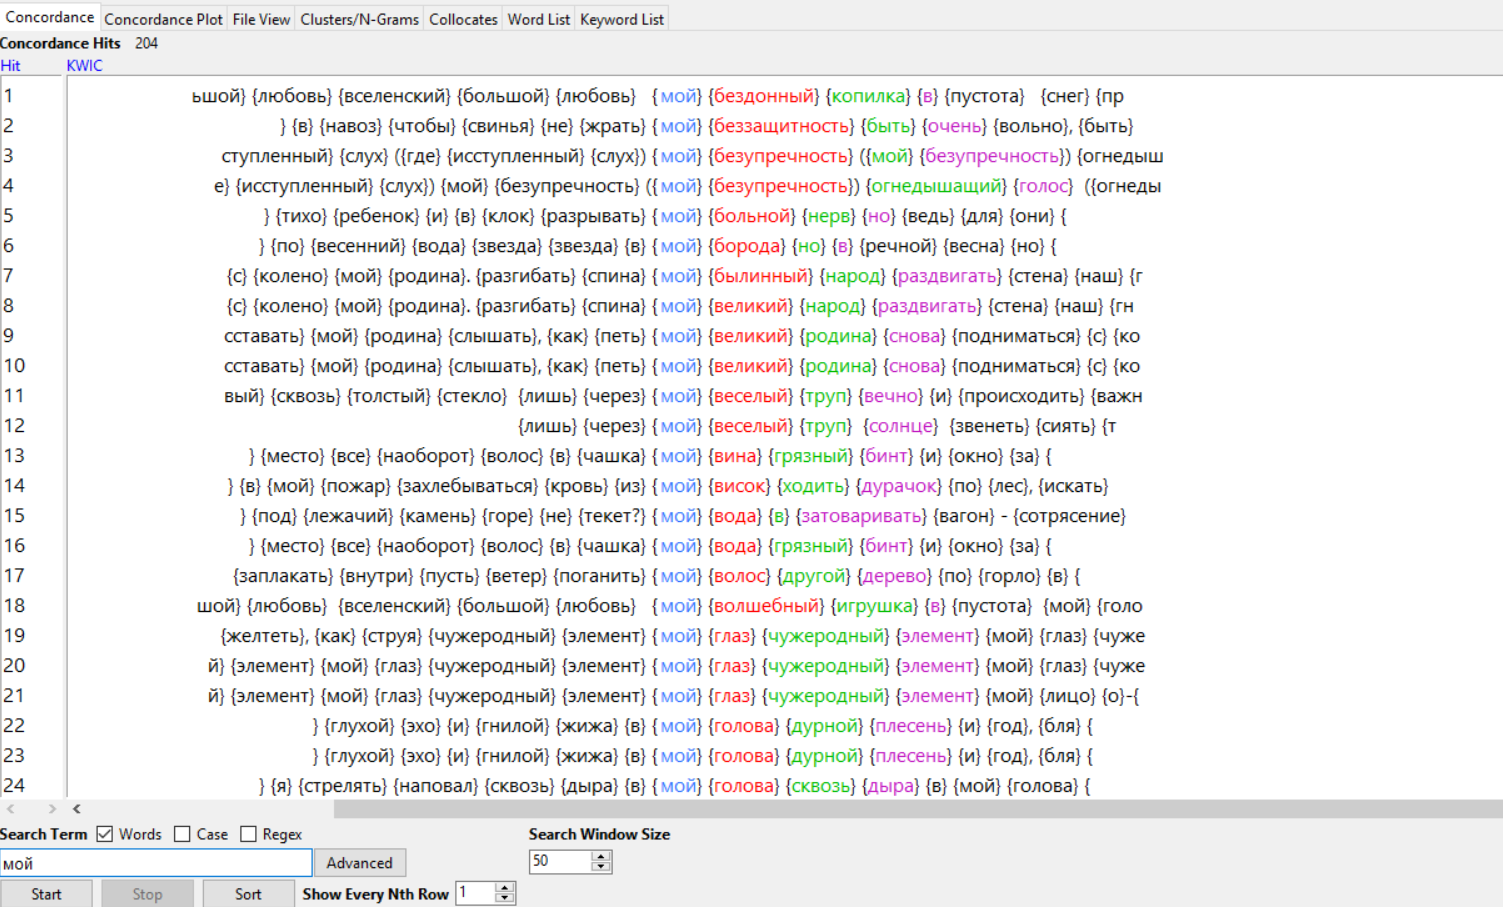 Concordance Concordance Plot File View Clusters/N-Grams Collocates Word List Keyword List
Concordance Hits 204
Hit KWIC
1 ьшой} {любовь} {вселенский} {большой} {любовь} {мой} {бездонный} {копилка} {в} {пустота} {снег} {пр
2 } {в} {навоз} {чтобы} {свинья} {не} {жрать} {мой} {беззащитность} {быть} {очень} {вольно}, {быть}
3 ступленный} {слух} ({где} {исступленный} {слух}) {мой} {безупречность} ({мой} {безупречность}) {огнедыш
4 е} {исступленный} {слух}) {мой} {безупречность} ({мой} {безупречность}) {огнедышащий} {голос} ({огнеды
5 } {тихо} {ребенок} {и} {в} {клок} {разрывать} {мой} {больной} {нерв} {но} {ведь} {для} {они} {
6 } {по} {весенний} {вода} {звезда} {звезда} {в} {мой} {борода} {но} {в} {речной} {весна} {но} {
7 {с} {колено} {мой} {родина}. {разгибать} {спина} {мой} {былинный} {народ} {раздвигать} {стена} {наш} {г
8 {с} {колено} {мой} {родина}. {разгибать} {спина} {мой} {великий} {народ} {раздвигать} {стена} {наш} {гн
9 сставать} {мой} {родина} {слышать}, {как} {петь} {мой} {великий} {родина} {снова} {подниматься} {с} {ко
10 сставать} {мой} {родина} {слышать}, {как} {петь} {мой} {великий} {родина} {снова} {подниматься} {с} {ко
11 вый} {сквозь} {толстый} {стекло} {лишь} {через} {мой} {веселый} {труп} {вечно} {и} {происходить} {важн
12 {лишь} {через} {мой} {веселый} {труп} {солнце} {звенеть} {сиять} {т
13 } {место} {все} {наоборот} {волос} {в} {чашка} {мой} {вина} {грязный} {бинт} {и} {окно} {за} {
14 } {в} {мой} {пожар} {захлебываться} {кровь} {из} {мой} {висок} {ходить} {дурачок} {по} {лес}, {искать}
15 } {под} {лежачий} {камень} {горе} {не} {текет?} {мой} {вода} {в} {затоваривать} {вагон} - {сотрясение}
16 } {место} {все} {наоборот} {волос} {в} {чашка} {мой} {вода} {грязный} {бинт} {и} {окно} {за} {
17 {заплакать} {внутри} {пусть} {ветер} {поганить} {мой} {волос} {другой} {дерево} {по} {горло} {в} {
18 шой} {любовь} {вселенский} {большой} {любовь} {мой} {волшебный} {игрушка} {в} {пустота} {мой} {голо
19 {желтеть}, {как} {струя} {чужеродный} {элемент} {мой} {глаз} {чужеродный} {элемент} {мой} {глаз} {чуже
20 й} {элемент} {мой} {глаз} {чужеродный} {элемент} {мой} {глаз} {чужеродный} {элемент} {мой} {глаз} {чуже
21 й} {элемент} {мой} {глаз} {чужеродный} {элемент} {мой} {глаз} {чужеродный} {элемент} {мой} {лицо} {о}-{
22 } {глухой} {эхо} {и} {гнилой} {жижа} {в} {мой} {голова} {дурной} {плесень} {и} {год}, {бля} {
23 } {глухой} {эхо} {и} {гнилой} {жижа} {в} {мой} {голова} {дурной} {плесень} {и} {год}, {бля} {
24 } {я} {стрелять} {наповал} {сквозь} {дыра} {в} {мой} {голова} {сквозь} {дыра} {в} {мой} {голова} {
Search Term Words Case Regex Search Window Size
мой Advanced 50
Start Stop Sort Show Every Nth Row 1